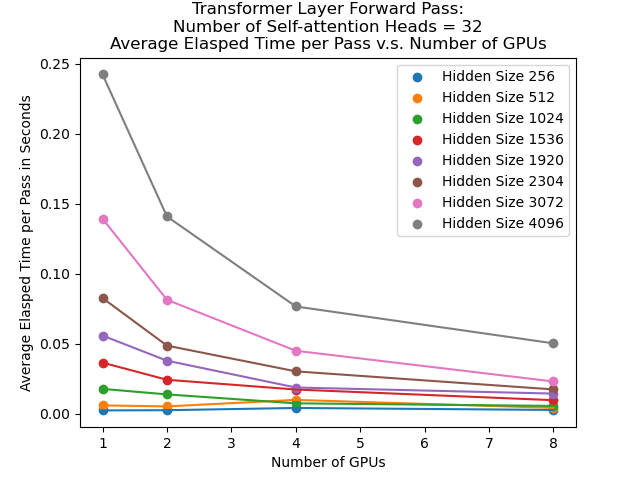 Transformer Layer Forward Pass:
Number of Self-attention Heads = 32
Average Elasped Time per Pass v.s. Number of GPUs
Average Elasped Time per Pass in Seconds
0.25
0.20
0.15
0.10
0.05
0.00
Hidden Size 256
Hidden Size 512
Hidden Size 1024
Hidden Size 1536
Hidden Size 1920
Hidden Size 2304
Hidden Size 3072
Hidden Size 4096
1 2 3 4 5 6 7 8
Number of GPUs